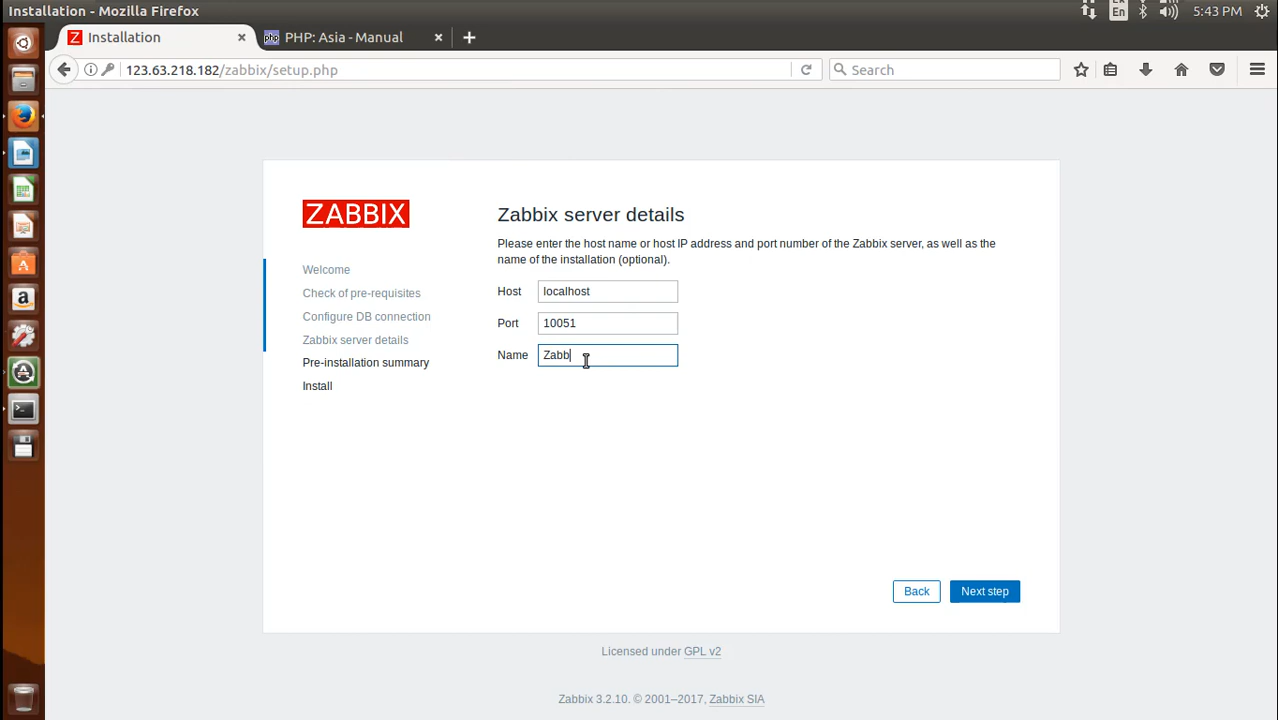 Installation - Mozilla Firefox
En
5:43 PM
Z Installation
php PHP: Asia - Manual
123.63.218.182/zabbix/setup.php
Search
ZABBIX
Zabbix server details
Please enter the host name or host IP address and port number of the Zabbix server, as well as the
name of the installation (optional).
Welcome
Check of pre-requisites
Configure DB connection
Zabbix server details
Pre-installation summary
Install
Host localhost
Port 10051
Name Zabb
Back Next step
Licensed under GPL v2
Zabbix 3.2.10. © 2001–2017, Zabbix SIA